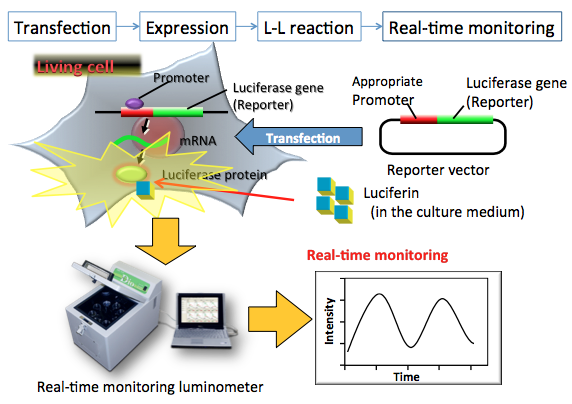 Transfection
Expression
L-L reaction
Real-time monitoring
Living cell
Promoter
Luciferase gene
(Reporter)
mRNA
Luciferase protein
Transfection
Appropriate
Promoter
Luciferase gene
(Reporter)
Reporter vector
Luciferin
(in the culture medium)
Real-time monitoring luminometer
Real-time monitoring
Intensity
Time